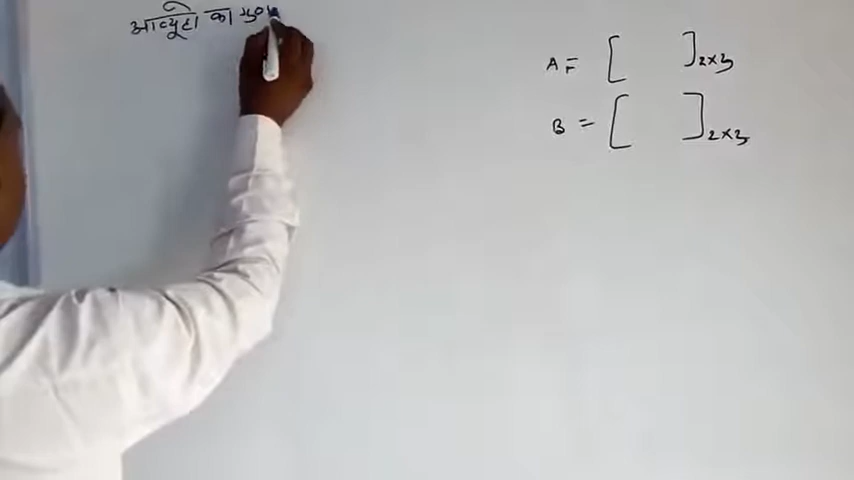 आव्यूहों का गुण
A = [ ]2×3
B = [ ]2×3